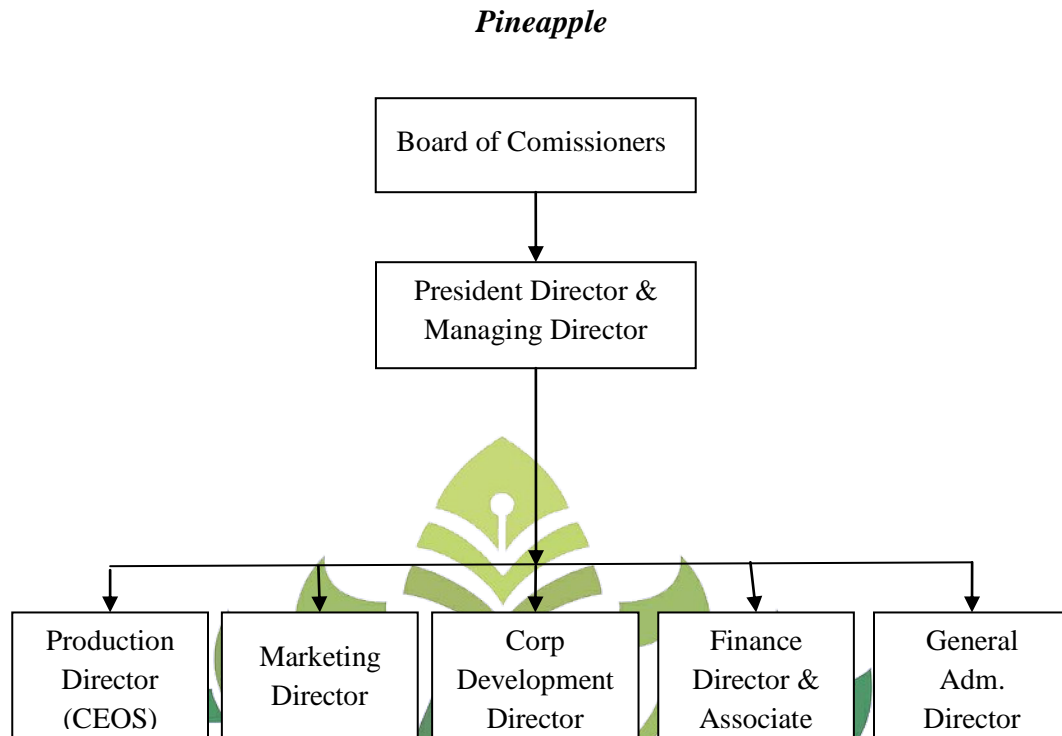 Pineapple
Board of Comissioners
President Director &
Managing Director
Production
Director
(CEOS)
Marketing
Director
Corp
Development
Director
Finance
Director &
Associate
General
Adm.
Director